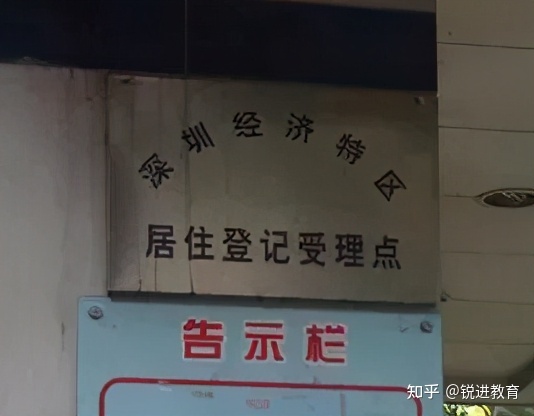 深圳经济特区
居住登记受理点
告示栏
知乎 @锐进教育